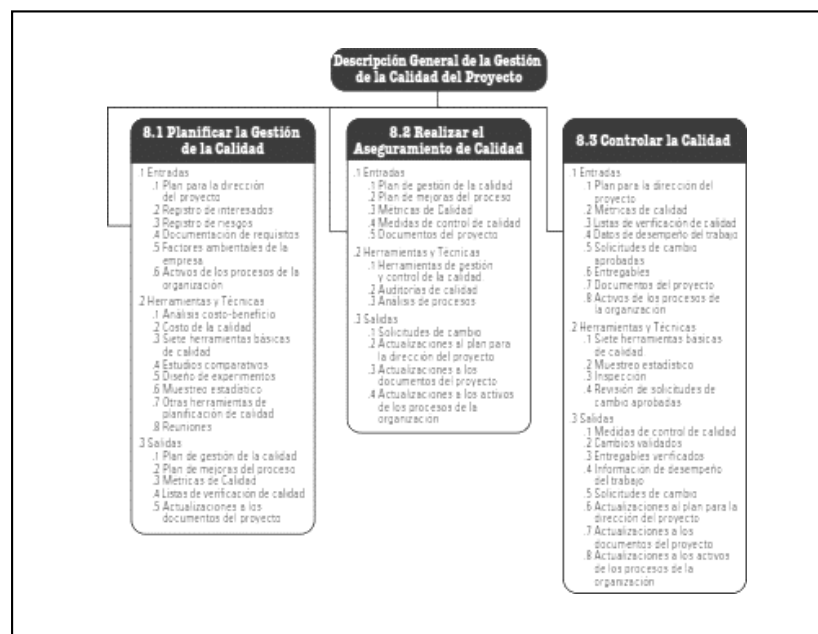 Descripción General de la Gestión
de la Calidad del Proyecto
8.1 Planificar la Gestión
de la Calidad
.1 Entradas
.1 Plan para la dirección
del proyecto
.2 Registro de interesados
.3 Registro de riesgos
.4 Documentación de requisitos
.5 Factores ambientales de la
empresa
.6 Activos de los procesos de la
organización
.2 Herramientas y Técnicas
.1 Análisis costo-beneficio
.2 Costo de la calidad
.3 Siete herramientas básicas
de calidad
.4 Estudios comparativos
.5 Diseño de experimentos
.6 Muestreo estadístico
.7 Otras herramientas de
planificación de calidad
.8 Reuniones
.3 Salidas
.1 Plan de gestión de la calidad
.2 Plan de mejoras del proceso
.3 Métricas de Calidad
.4 Listas de verificación de calidad
.5 Actualizaciones a los
documentos del proyecto
8.2 Realizar el
Aseguramiento de Calidad
.1 Entradas
.1 Plan de gestión de la calidad
.2 Plan de mejoras del proceso
.3 Métricas de Calidad
.4 Medidas de control de calidad
.5 Documentos del proyecto
.2 Herramientas y Técnicas
.1 Herramientas de gestión
y control de la calidad
.2 Auditorías de calidad
.3 Análisis de procesos
.3 Salidas
.1 Solicitudes de cambio
.2 Actualizaciones al plan para
la dirección del proyecto
.3 Actualizaciones a los
documentos del proyecto
.4 Actualizaciones a los activos
de los procesos de la
organización
8.3 Controlar la Calidad
.1 Entradas
.1 Plan para la dirección del
proyecto
.2 Métricas de calidad
.3 Listas de verificación de calidad
.4 Datos de desempeño del trabajo
.5 Solicitudes de cambio
aprobadas
.6 Entregables
.7 Documentos del proyecto
.8 Activos de los procesos de
la organización
.2 Herramientas y Técnicas
.1 Siete herramientas básicas
de calidad
.2 Muestreo estadístico
.3 Inspección
.4 Revisión de solicitudes de
cambio aprobadas
.3 Salidas
.1 Medidas de control de calidad
.2 Cambios validados
.3 Entregables verificados
.4 Información de desempeño
del trabajo
.5 Solicitudes de cambio
.6 Actualizaciones al plan para la
dirección del proyecto
.7 Actualizaciones a los
documentos del proyecto
.8 Actualizaciones a los activos
de los procesos de la
organización